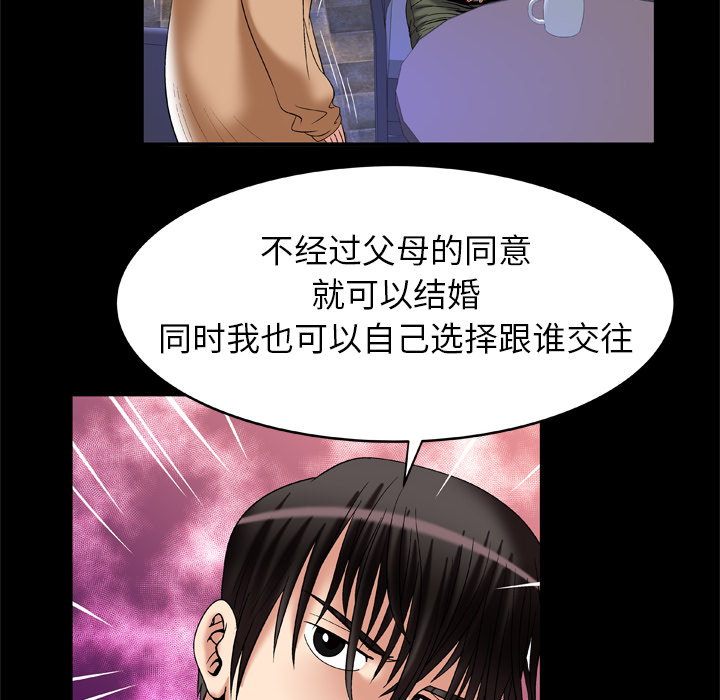 不经过父母的同意
就可以结婚
同时我也可以自己选择跟谁交往